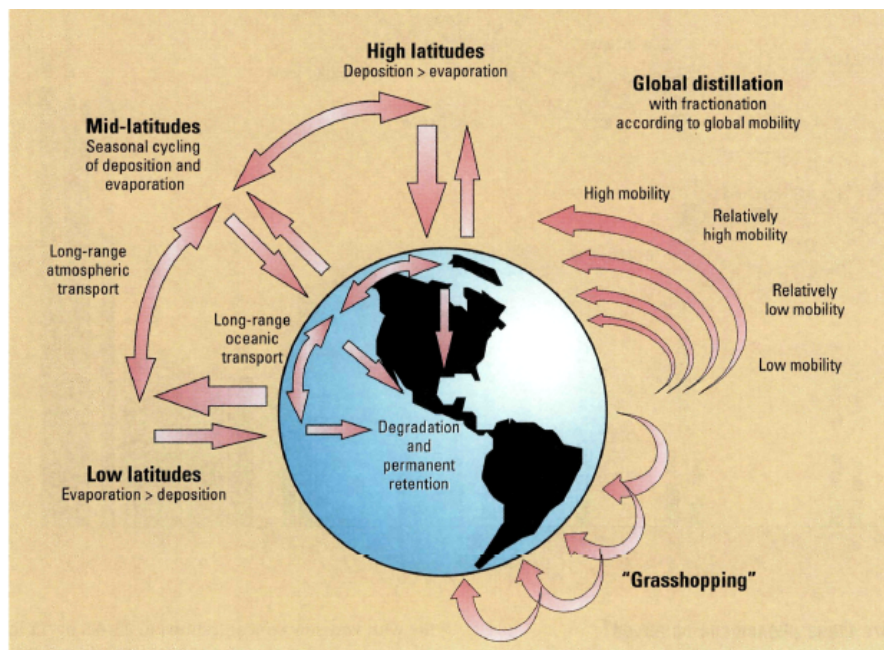 High latitudes
Deposition > evaporation
Global distillation
with fractionation
according to global mobility
Mid-latitudes
Seasonal cycling
of deposition and
evaporation
High mobility
Relatively
high mobility
Long-range
atmospheric
transport
Relatively
low mobility
Long-range
oceanic
transport
Low mobility
Degradation
and
permanent
retention
Low latitudes
Evaporation > deposition
"Grasshopping"